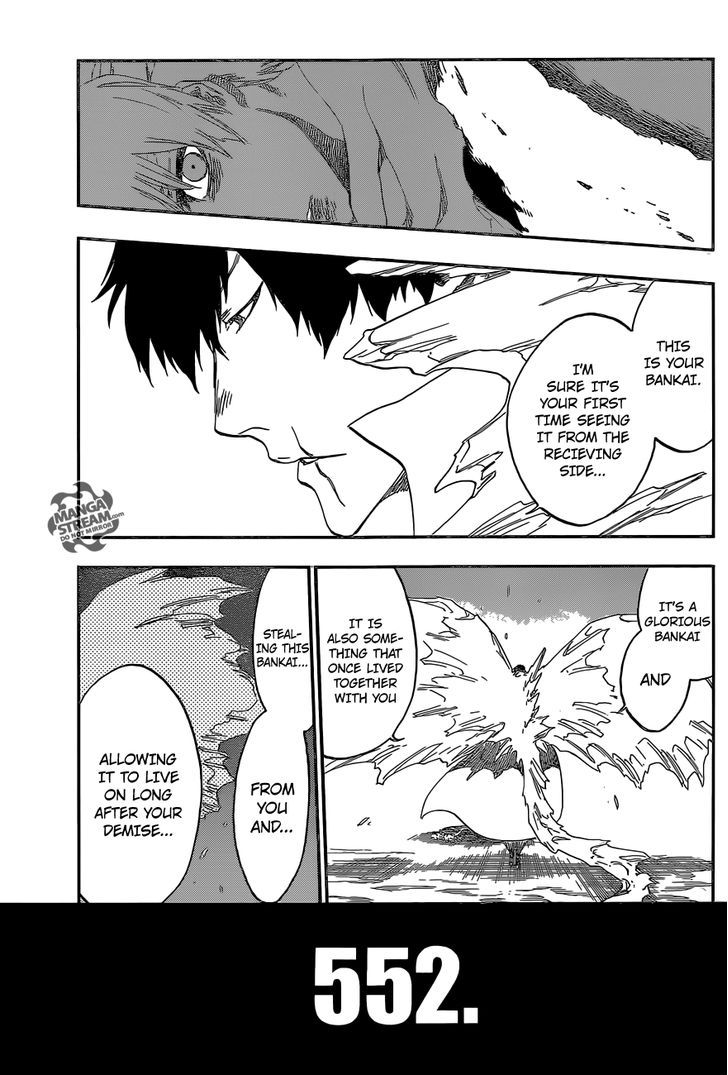 THIS
IS YOUR
BANKAI.
I'M
SURE IT'S
YOUR FIRST
TIME SEEING
IT FROM THE
RECIEVING
SIDE...
MANGA
STREAM.com
DO NOT MIRROR
IT'S A
GLORIOUS
BANKAI
AND
IT IS
ALSO SOME-
THING THAT
ONCE LIVED
TOGETHER
WITH YOU
STEAL-
ING THIS
BANKAI...
FROM
YOU
AND...
ALLOWING
IT TO LIVE
ON LONG
AFTER YOUR
DEMISE...
552.